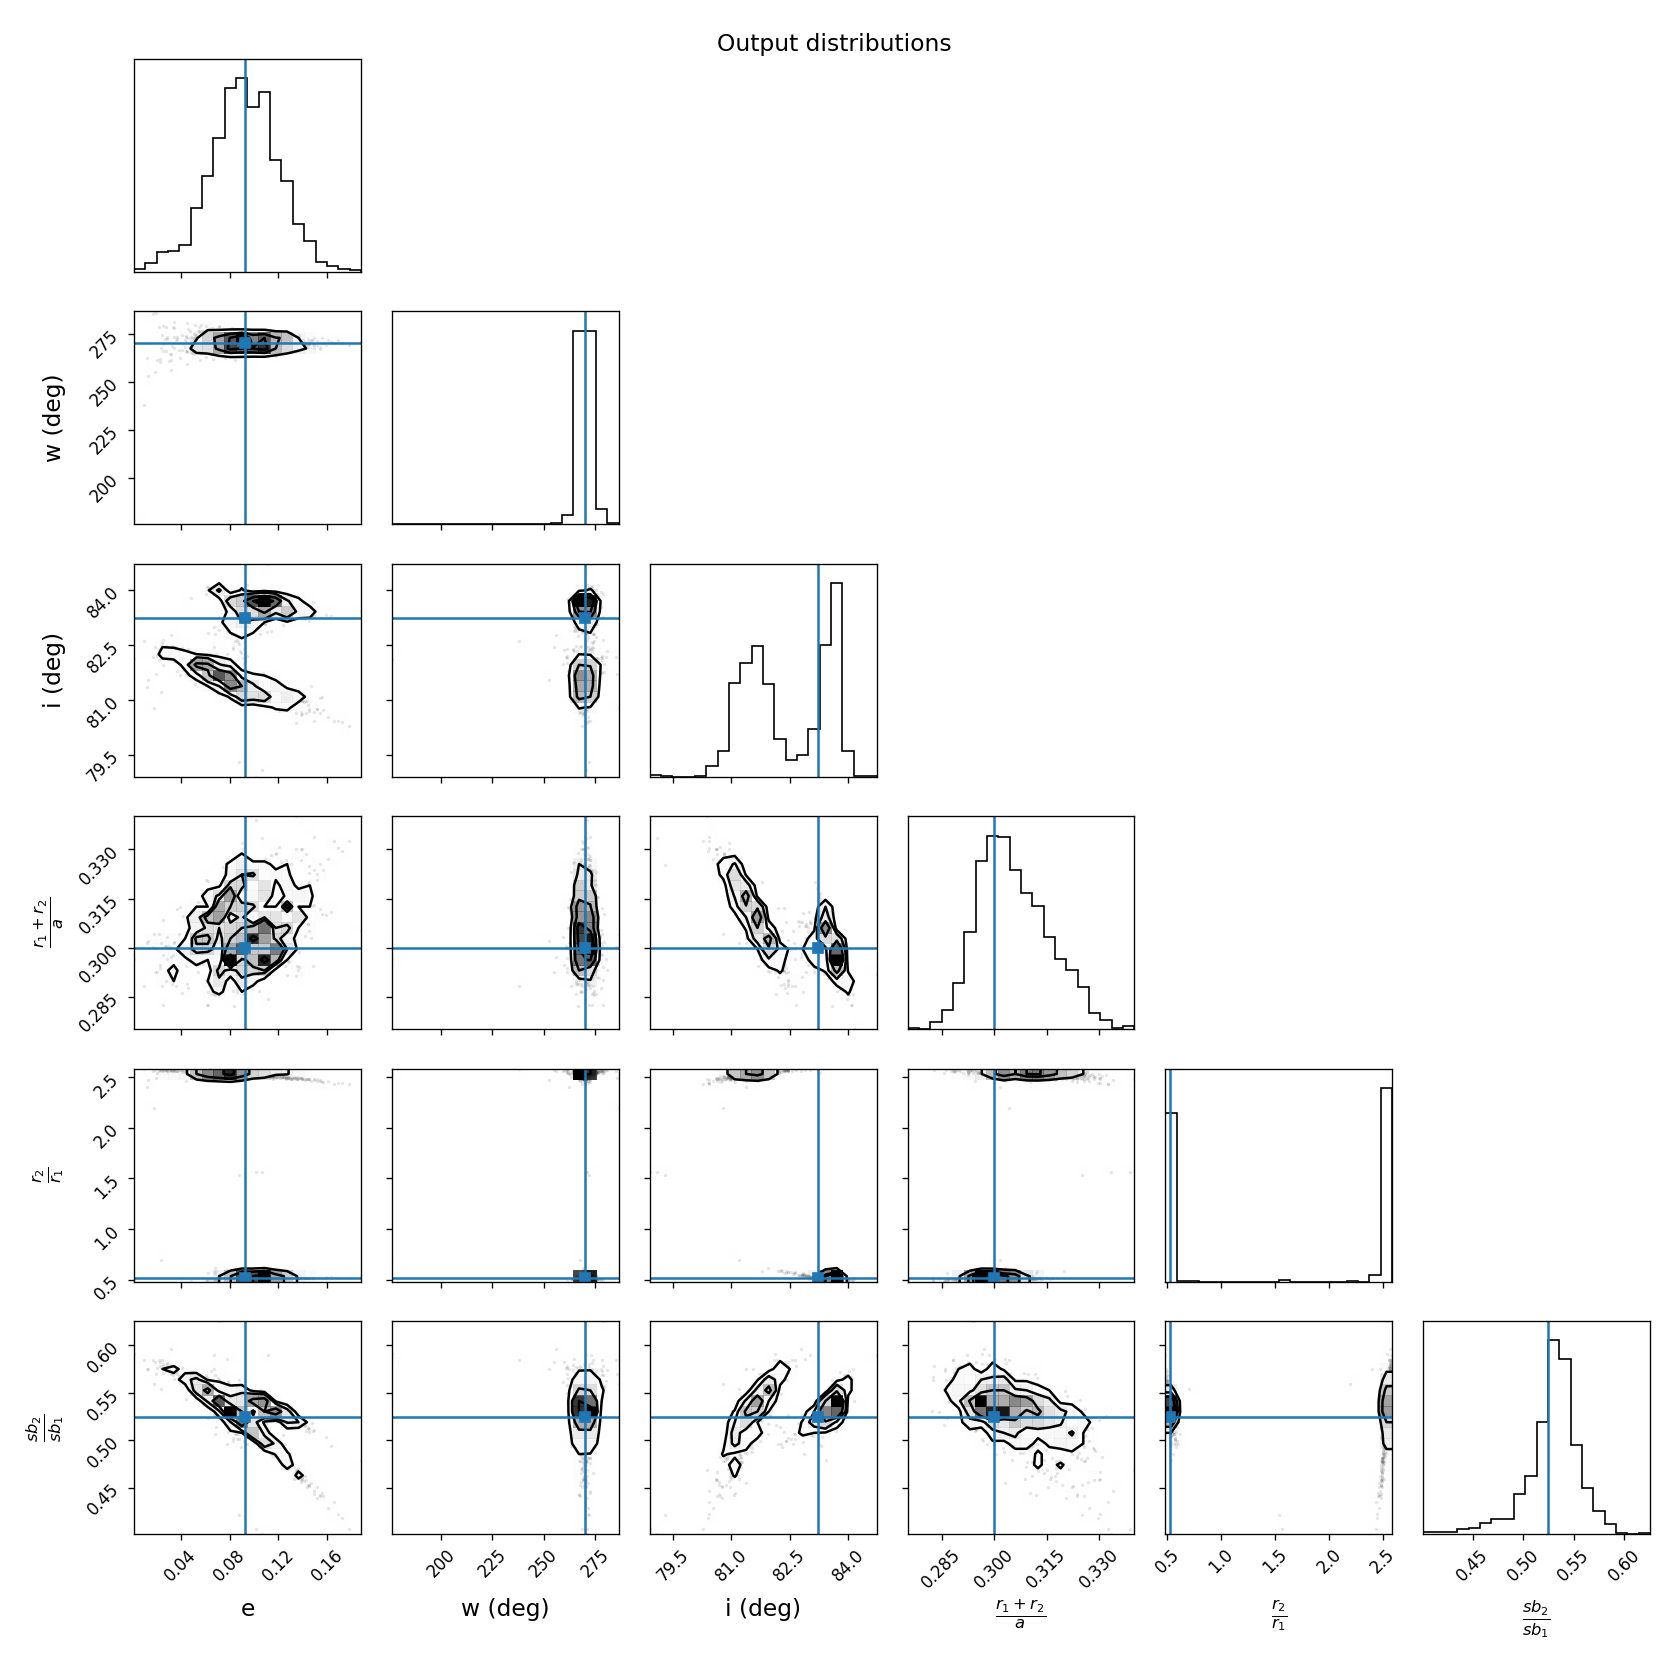 Output distributions
275
250
225
200
w (deg)
84.0
82.5
81.0
79.5
i (deg)
0.330
0.315
0.300
0.285
r₁ + r₂
a
2.5
2.0
1.5
1.0
0.5
r₂
r₁
0.60
0.55
0.50
0.45
sb₂
sb₁
0.04 0.08 0.12 0.16 200 225 250 275 79.5 81.0 82.5 84.0 0.285 0.300 0.315 0.330 0.5 1.0 1.5 2.0 2.5 0.45 0.50 0.55 0.60
e w (deg) i (deg) r₁ + r₂ r₂ sb₂
a r₁ sb₁